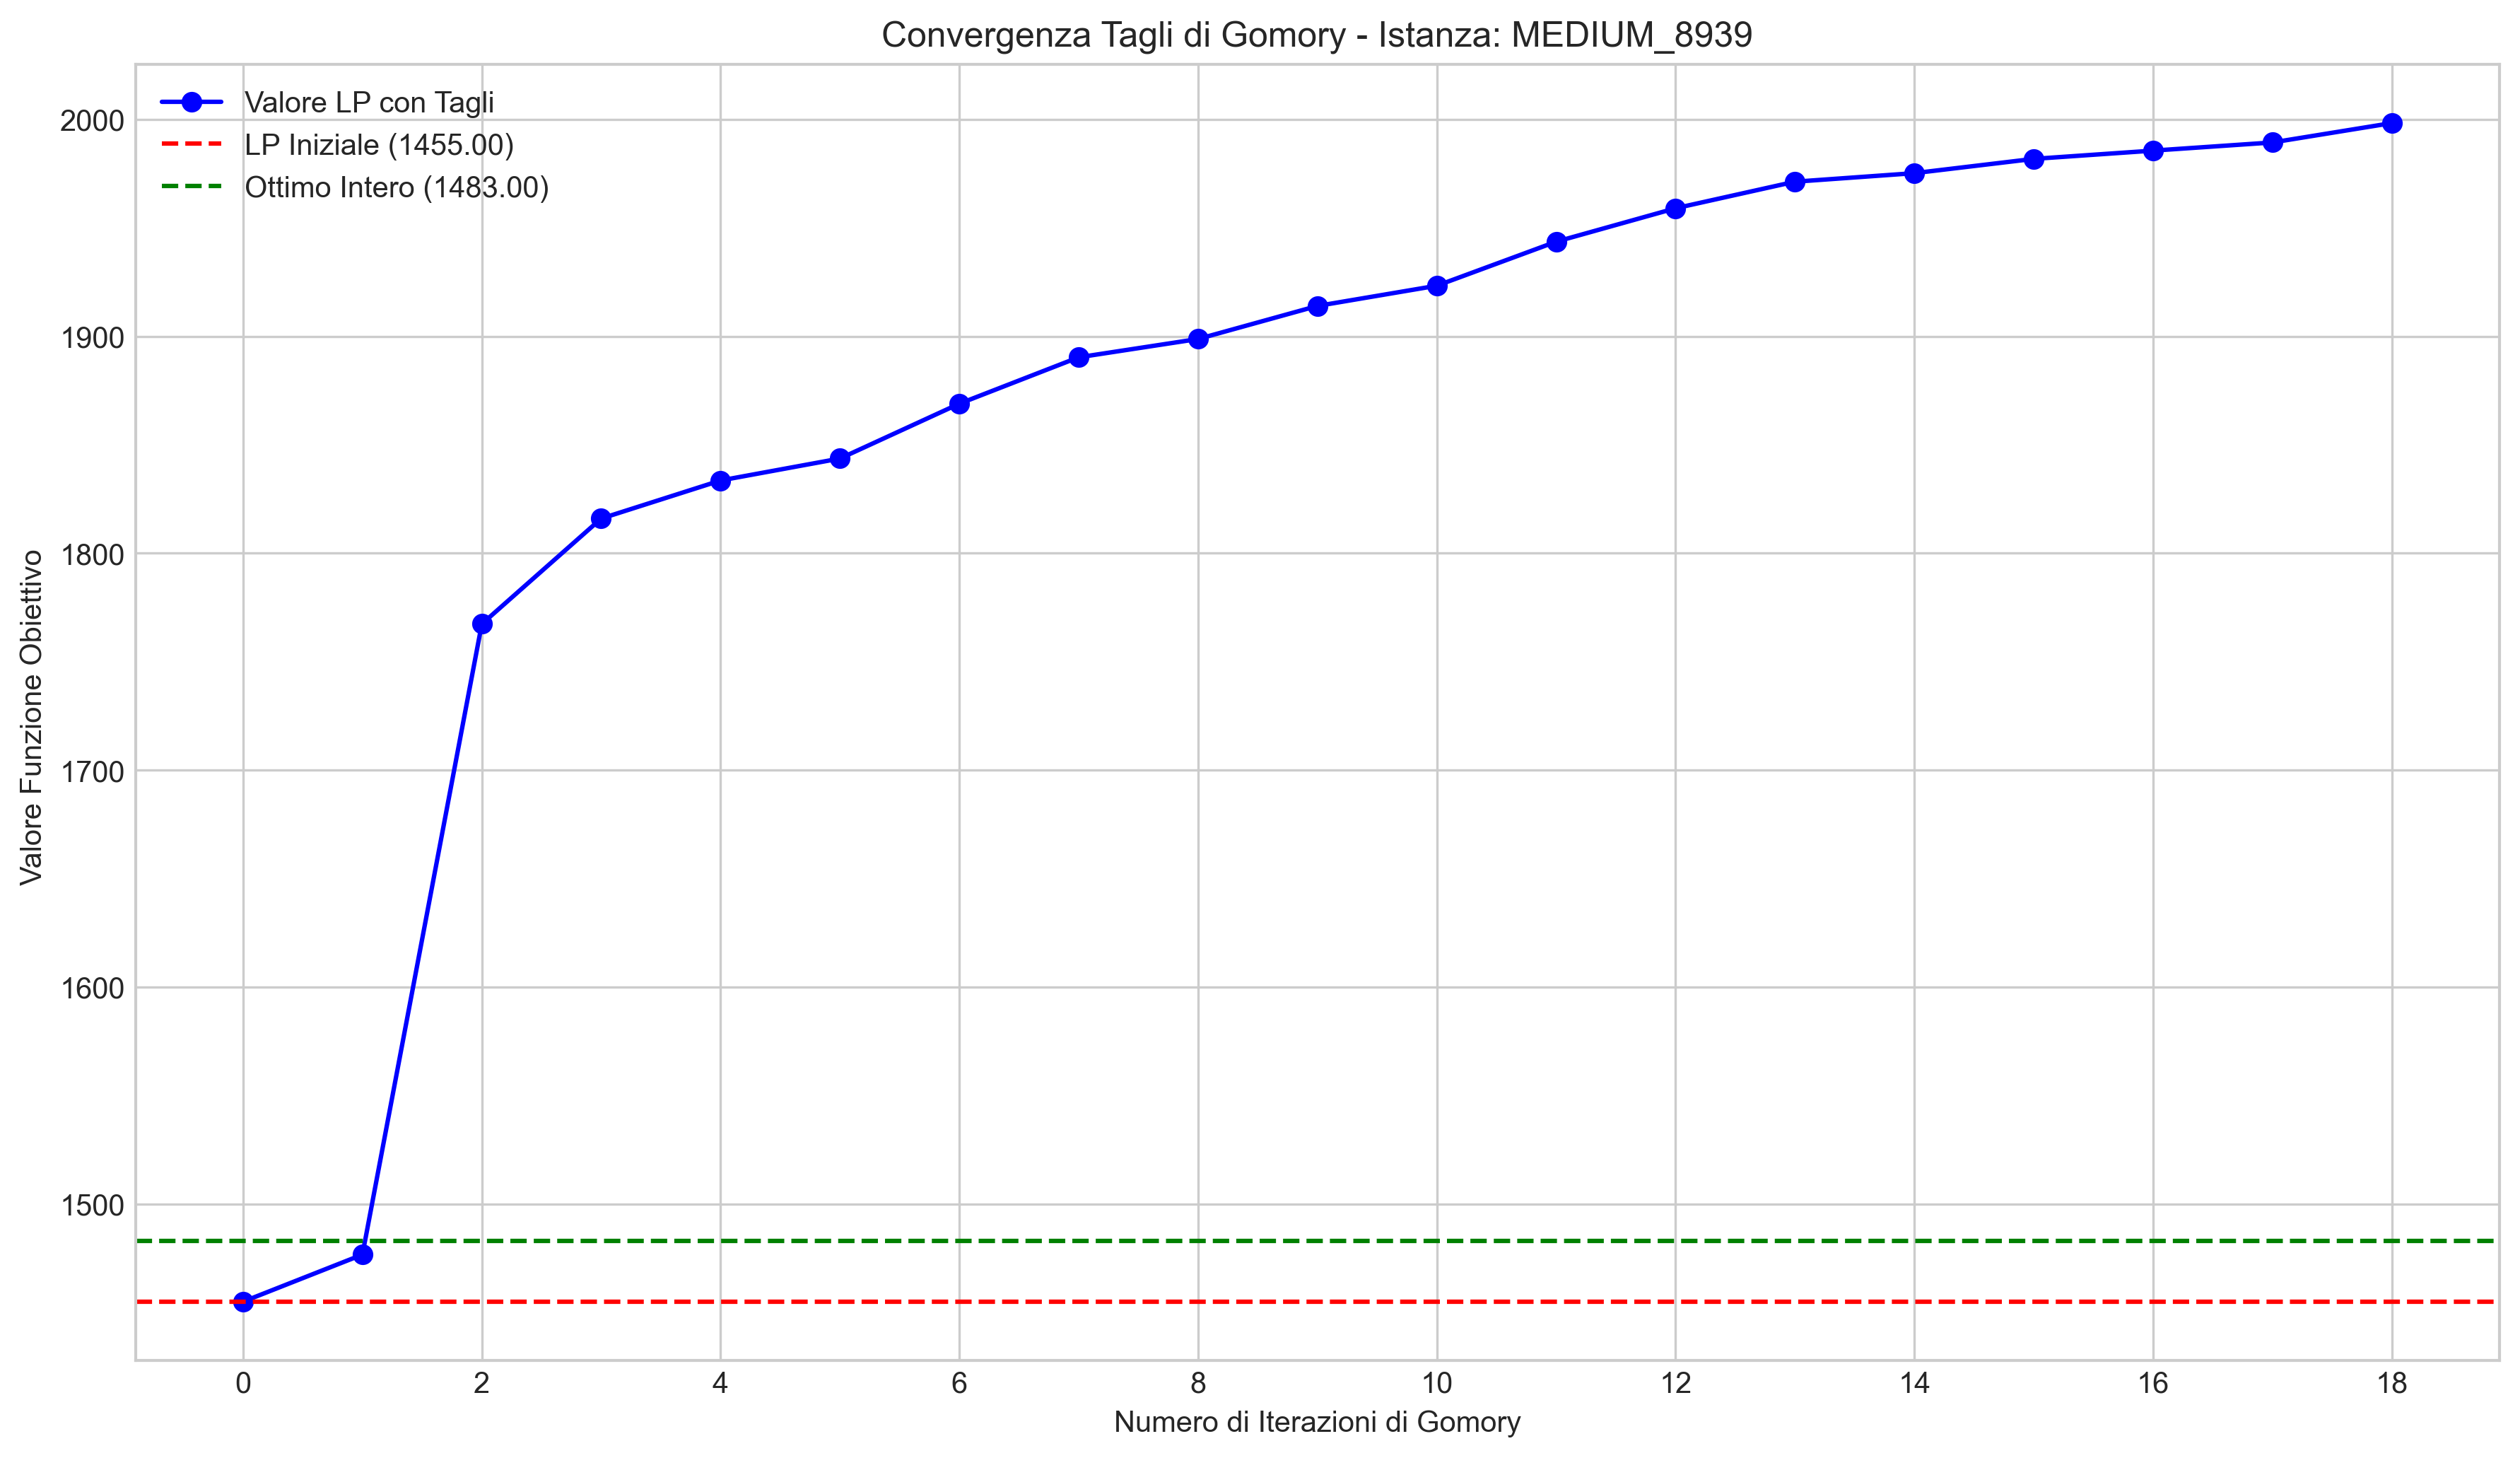 Convergenza Tagli di Gomory - Istanza: MEDIUM_8939
Valore LP con Tagli
LP Iniziale (1455.00)
Ottimo Intero (1483.00)
Valore Funzione Obiettivo
2000
1900
1800
1700
1600
1500
0 2 4 6 8 10 12 14 16 18
Numero di Iterazioni di Gomory